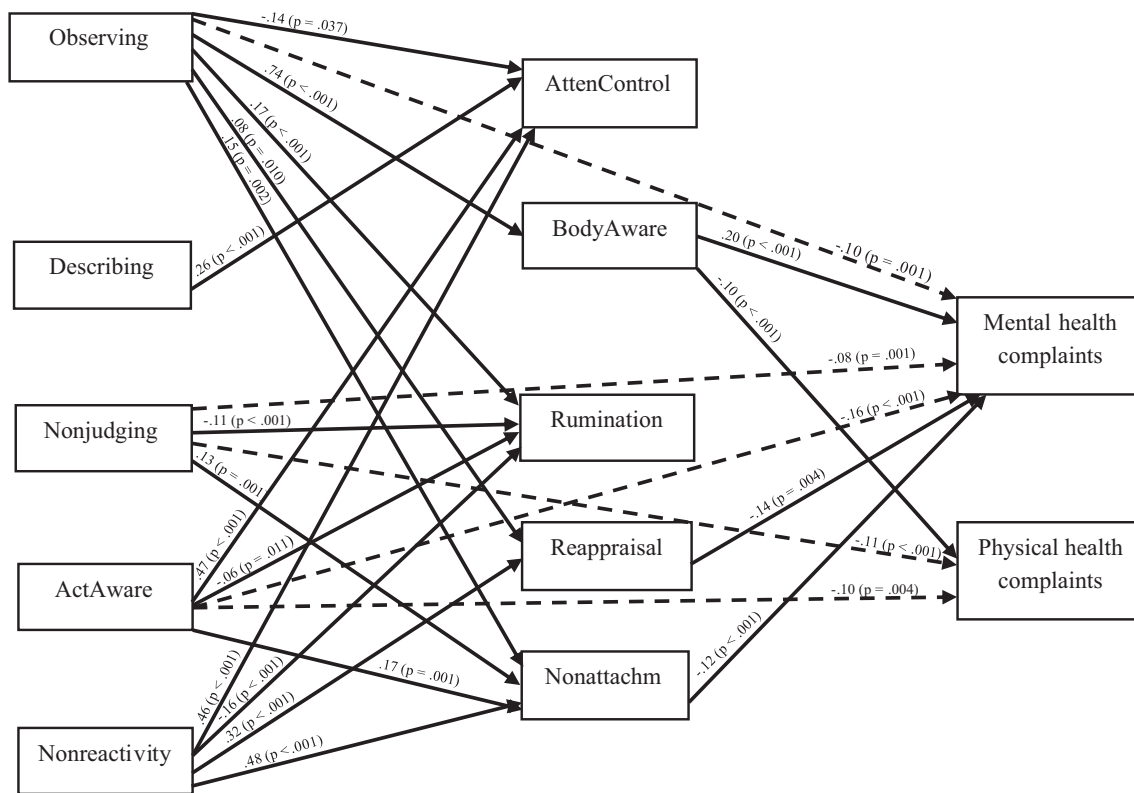 Observing
-.14 (p = .037)
AttenControl
.74 (p < .001)
.17 (p < .001)
.08 (p = .010)
.15 (p = .002)
Describing
.26 (p < .001)
BodyAware
.20 (p < .001)
-.10 (p = .001)
-.10 (p < .001)
Mental health
complaints
-.08 (p = .001)
Nonjudging
-.11 (p < .001)
.13 (p = .001
Rumination
-.16 (p < .001)
-.14 (p = .004)
ActAware
.47 (p < .001)
-.06 (p = .011)
Reappraisal
-.11 (p < .001)
Physical health
complaints
-.10 (p = .004)
.17 (p = .001)
Nonattachm
-.12 (p < .001)
Nonreactivity
.46 (p < .001)
-.16 (p < .001)
.32 (p < .001)
.48 (p < .001)